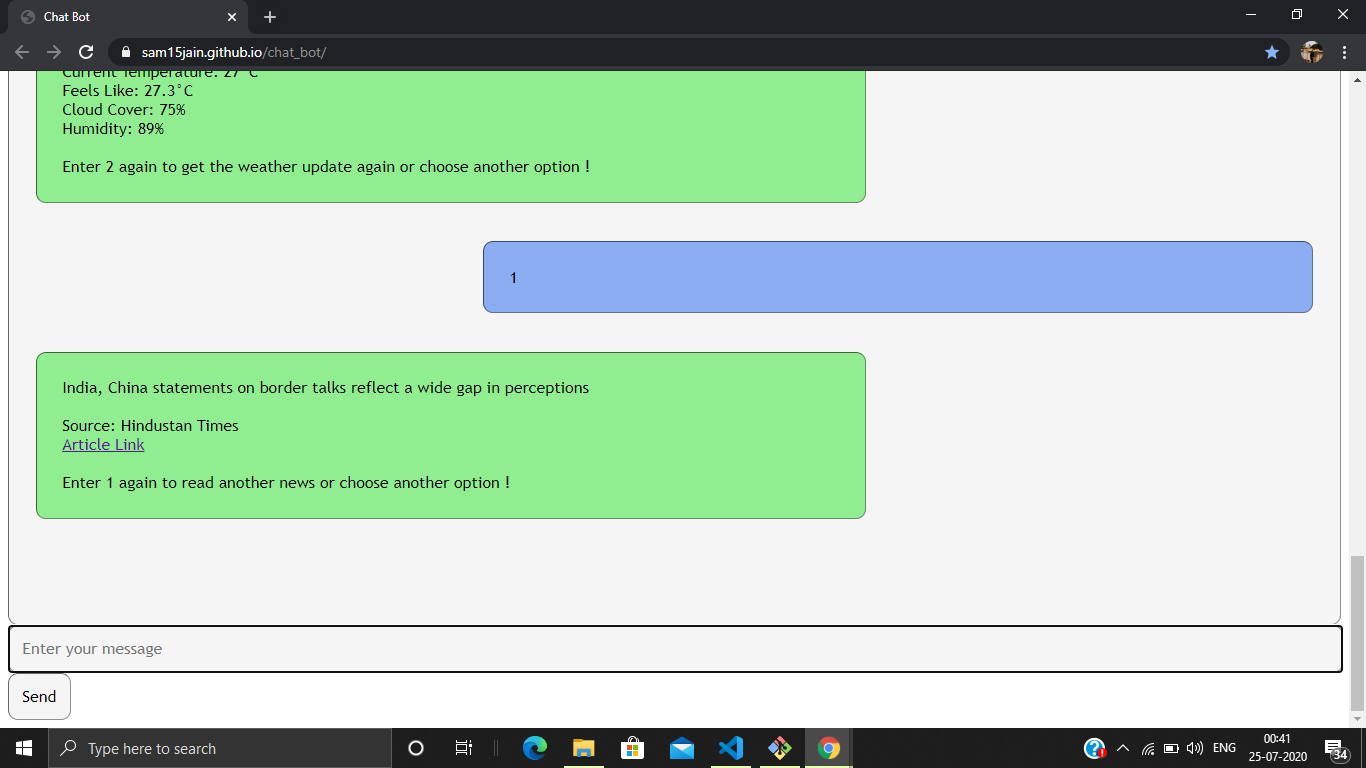 Chat Bot
sam15jain.github.io/chat_bot/
Current Temperature: 27°C
Feels Like: 27.3°C
Cloud Cover: 75%
Humidity: 89%
Enter 2 again to get the weather update again or choose another option !
1
India, China statements on border talks reflect a wide gap in perceptions
Source: Hindustan Times
Article Link
Enter 1 again to read another news or choose another option !
Enter your message
Send
Type here to search
ENG
00:41
25-07-2020
34